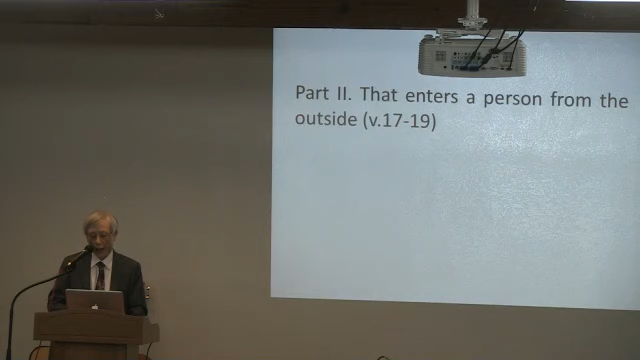 Part II. That enters a person from the
outside (v.17-19)